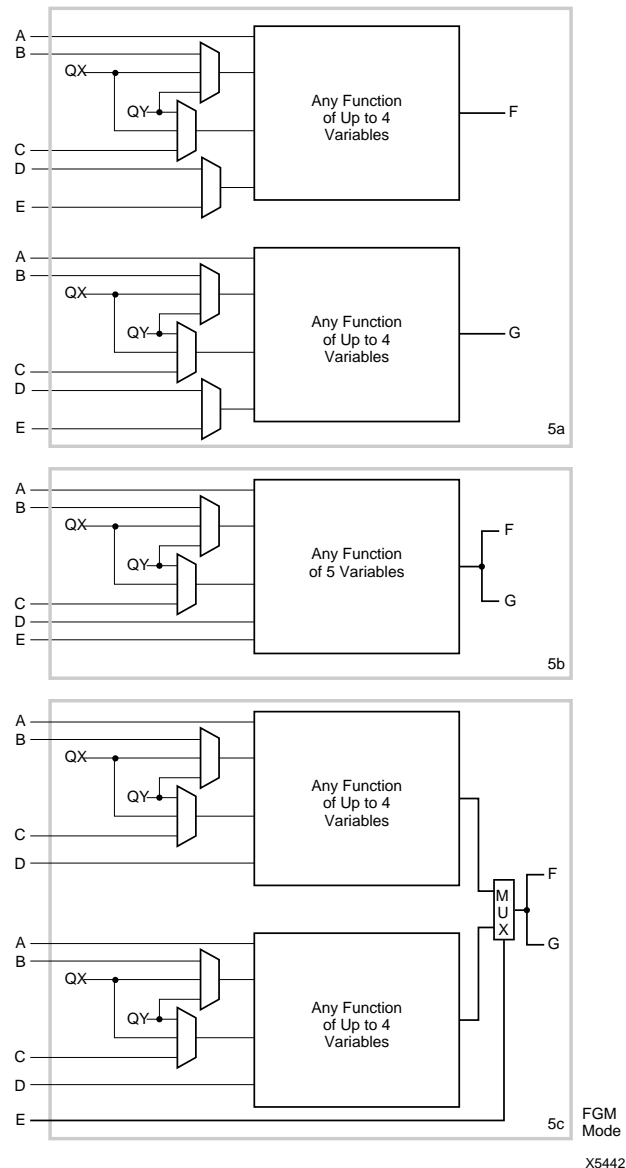 A
B
QX
QY
C
D
E
Any Function
of Up to 4
Variables
F
A
B
QX
QY
C
D
E
Any Function
of Up to 4
Variables
G
5a
A
B
QX
QY
C
D
E
Any Function
of 5 Variables
F
G
5b
A
B
QX
QY
C
D
Any Function
of Up to 4
Variables
A
B
QX
QY
C
D
E
Any Function
of Up to 4
Variables
M
U
X
F
G
5c
FGM
Mode
X5442